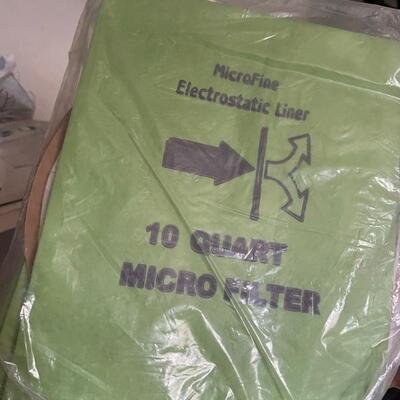 MicroFine
Electrostatic Liner
10 QUART
MICRO FILTER